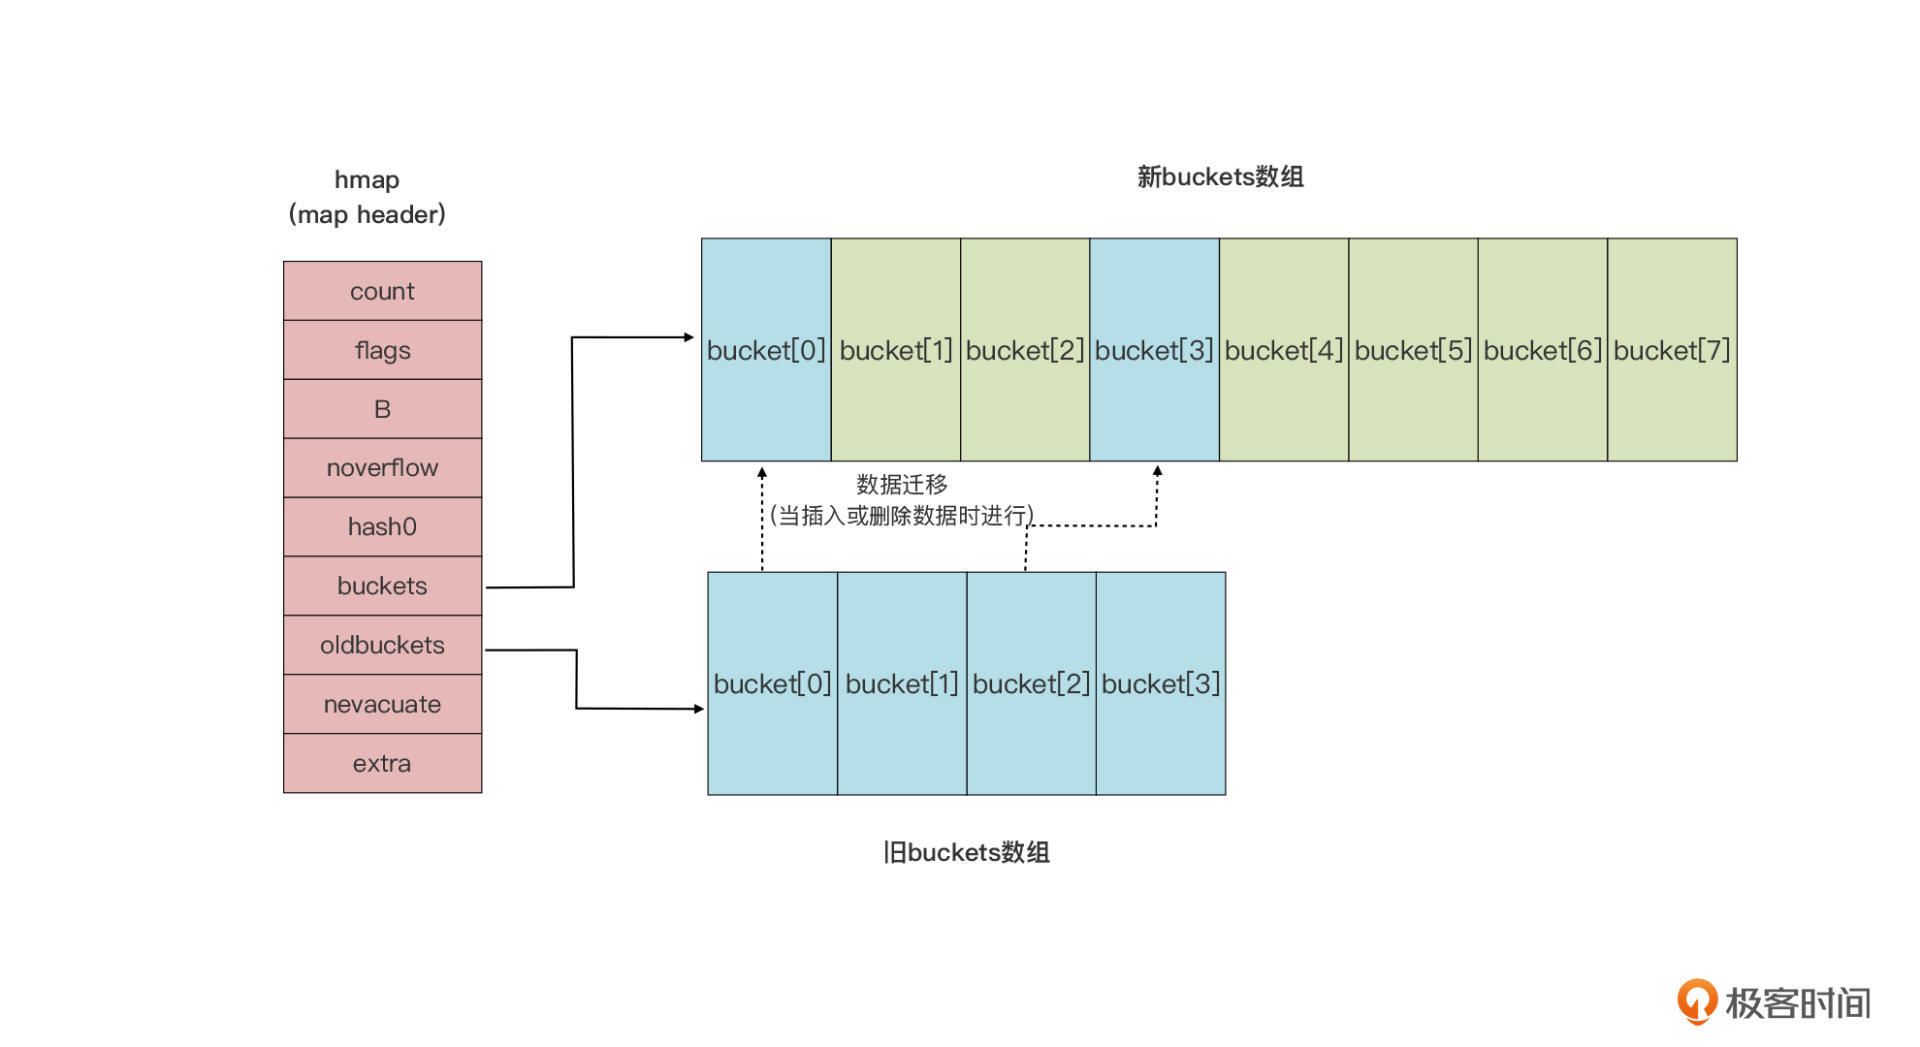 hmap
(map header)
count
flags
B
noverflow
hash0
buckets
oldbuckets
nevacuate
extra
新buckets数组
bucket[0] bucket[1] bucket[2] bucket[3] bucket[4] bucket[5] bucket[6] bucket[7]
数据迁移
(当插入或删除数据时进行)
bucket[0] bucket[1] bucket[2] bucket[3]
旧buckets数组
极客时间